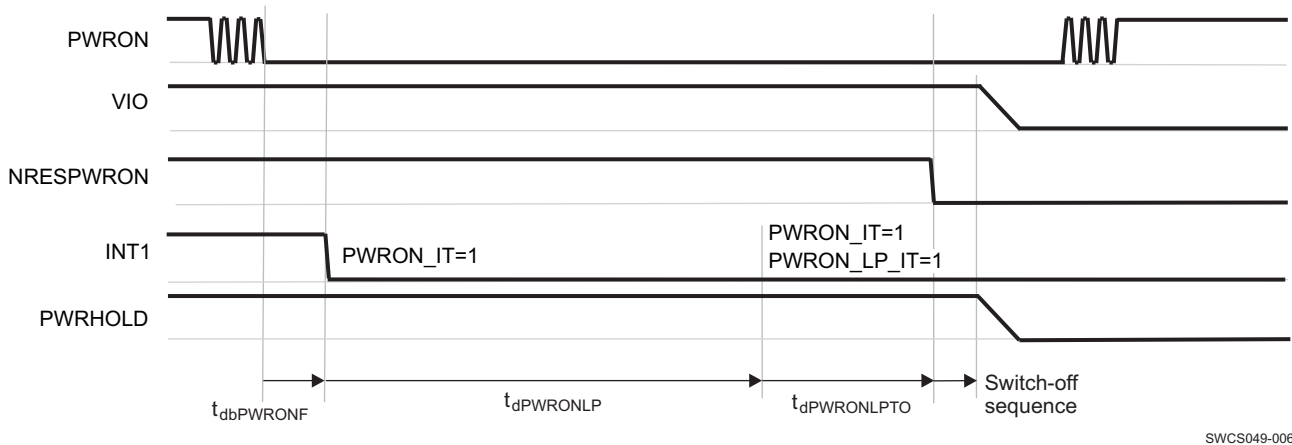 PWRON
VIO
NRESPWRON
PWRON_IT=1
PWRON_LP_IT=1
INT1
PWRON_IT=1
PWRHOLD
Switch-off
sequence
tdbPWRONF
tdPWRONLP
tdPWRONLPTO
SWCS049-006